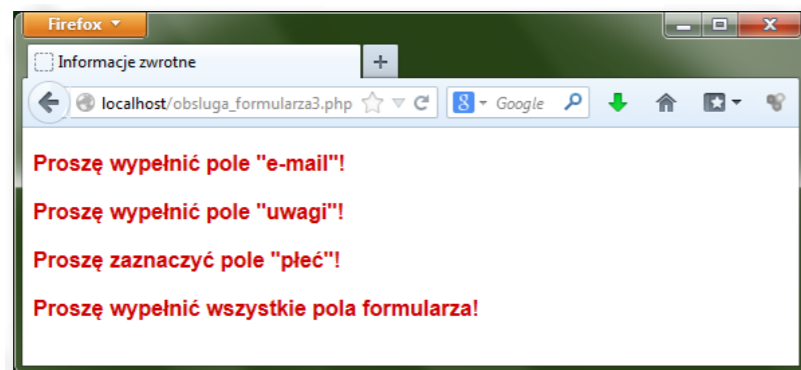 Firefox
Informacje zwrotne
localhost/obsluga_formularza3.php
Google
Proszę wypełnić pole "e-mail"!
Proszę wypełnić pole "uwagi"!
Proszę zaznaczyć pole "płeć"!
Proszę wypełnić wszystkie pola formularza!